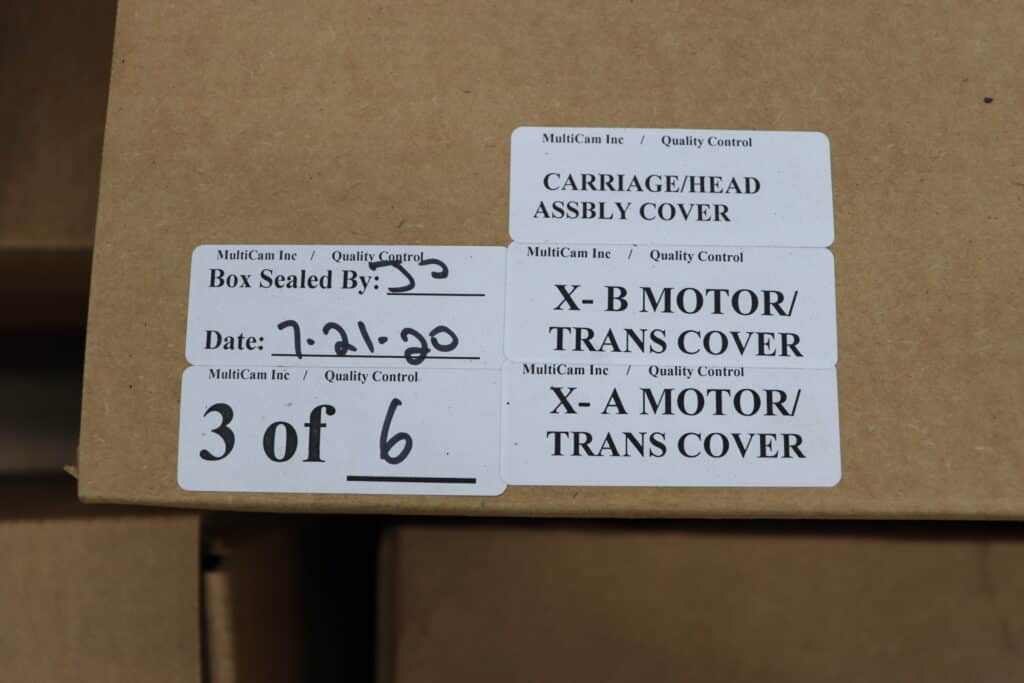 MultiCam Inc / Quality Control
CARRIAGE/HEAD
ASSBLY COVER
MultiCam Inc / Quality Control
Box Sealed By: JJ
Date: 7-21-20
MultiCam Inc / Quality Control
X- B MOTOR/
TRANS COVER
MultiCam Inc / Quality Control
3 of 6
MultiCam Inc / Quality Control
X- A MOTOR/
TRANS COVER